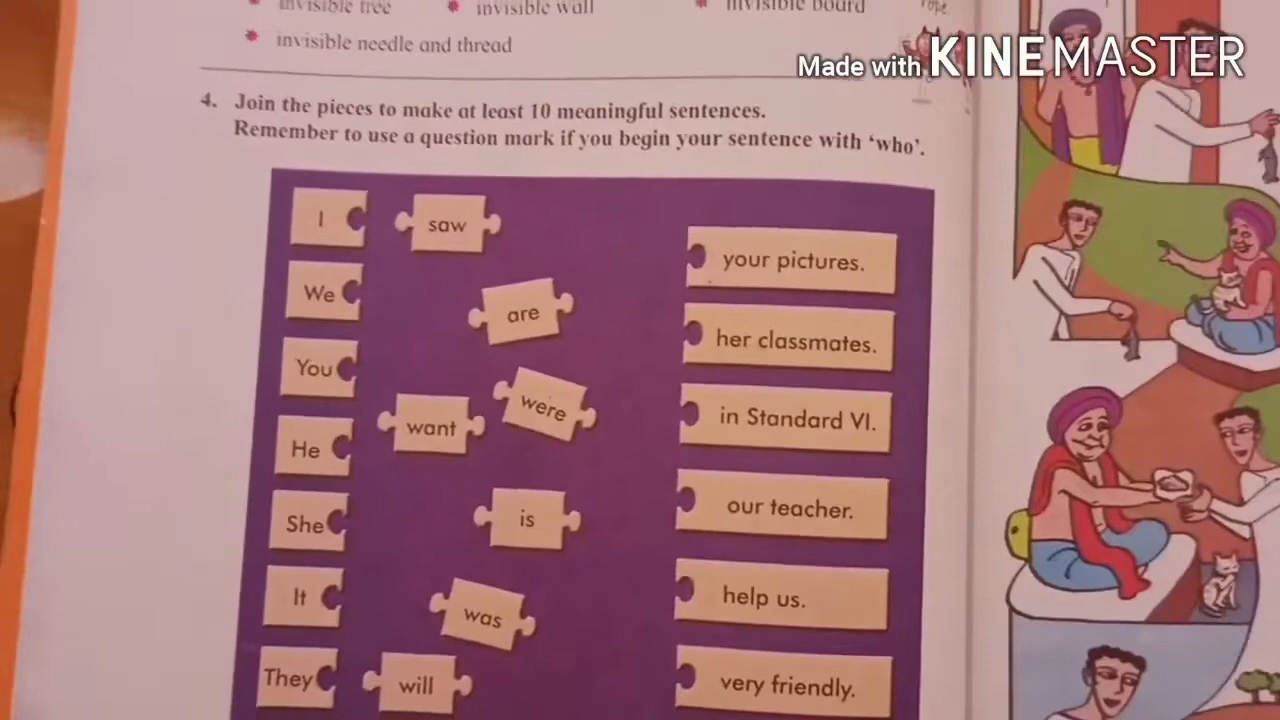 invisible tree
invisible wall
invisible board
rope
invisible needle and thread
Made with KINEMASTER
4. Join the pieces to make at least 10 meaningful sentences.
Remember to use a question mark if you begin your sentence with ‘who’.
I
saw
your pictures.
We
are
her classmates.
You
were
in Standard VI.
want
He
is
our teacher.
She
It
was
help us.
They
will
very friendly.